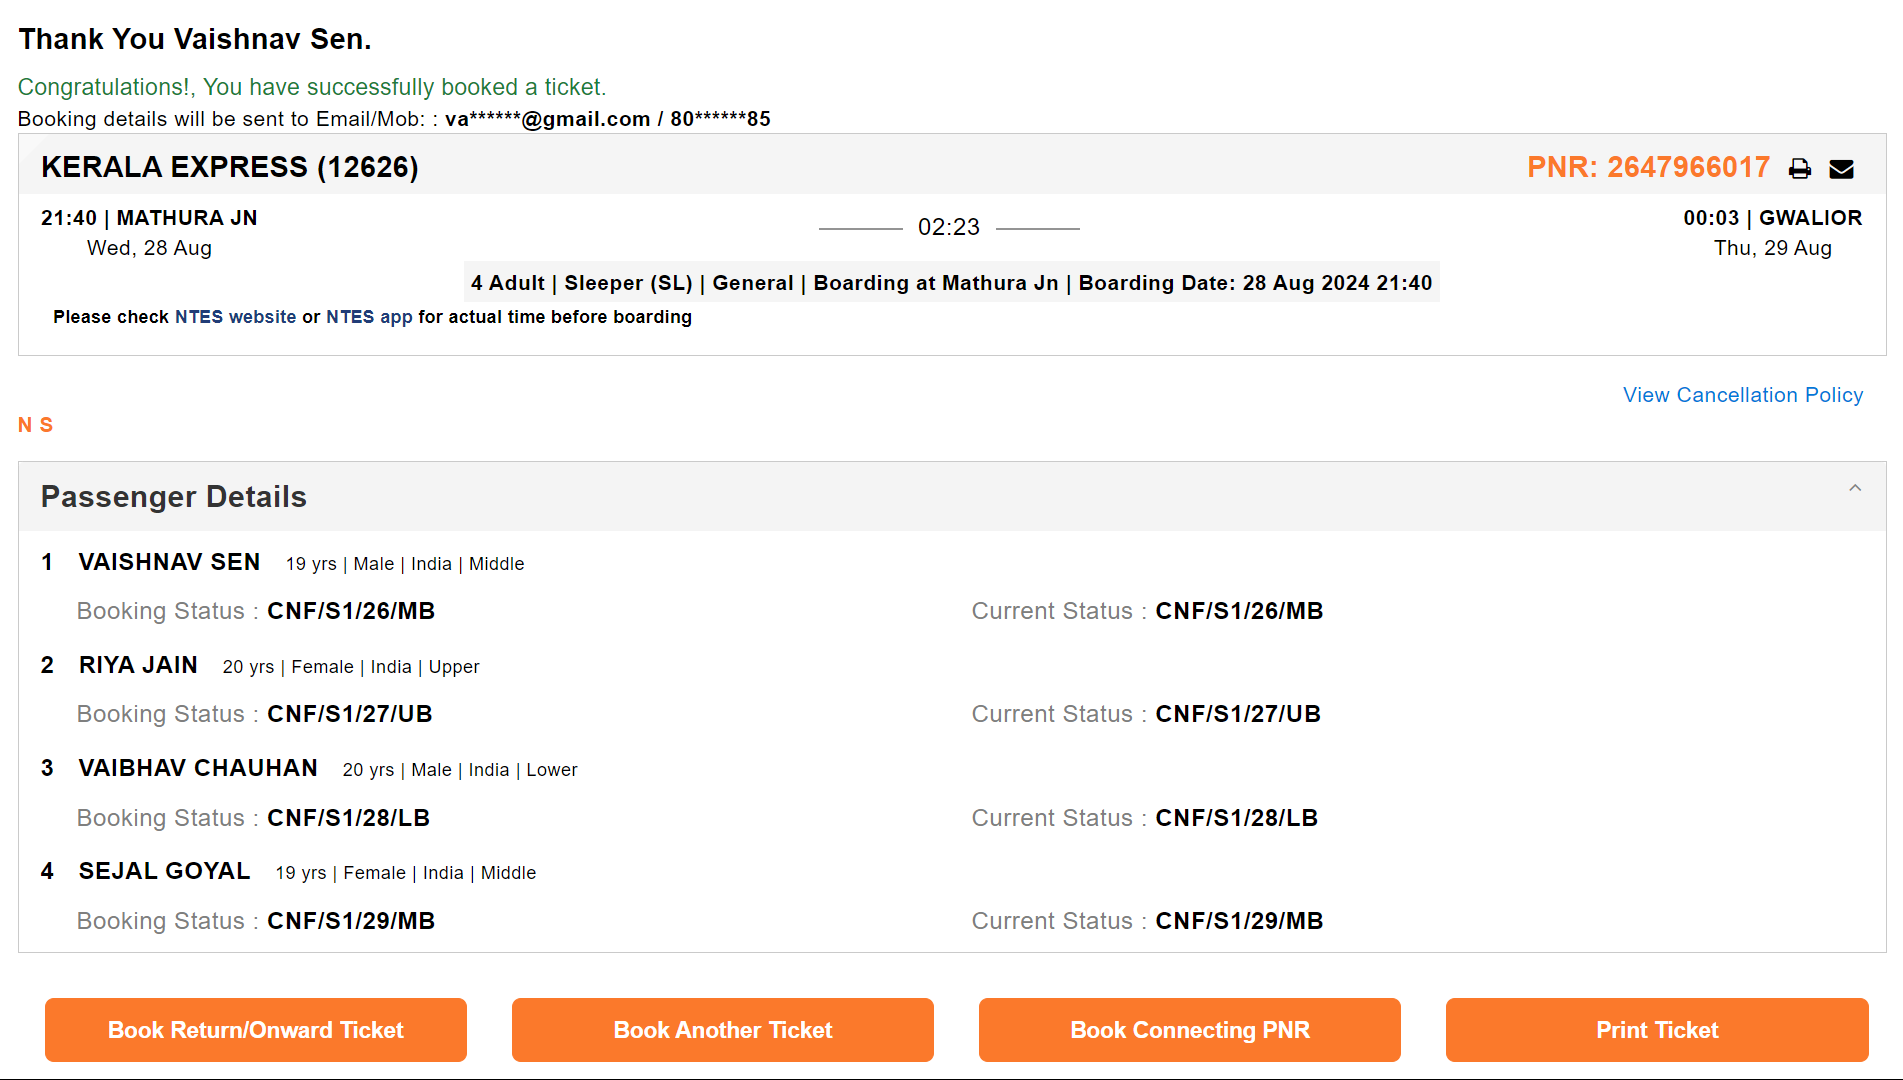 Thank You Vaishnav Sen.
Congratulations!, You have successfully booked a ticket.
Booking details will be sent to Email/Mob: : va******@gmail.com / 80******85
KERALA EXPRESS (12626) PNR: 2647966017
21:40 | MATHURA JN 02:23 00:03 | GWALIOR
Wed, 28 Aug Thu, 29 Aug
4 Adult | Sleeper (SL) | General | Boarding at Mathura Jn | Boarding Date: 28 Aug 2024 21:40
Please check NTES website or NTES app for actual time before boarding
View Cancellation Policy
N S
Passenger Details
1 VAISHNAV SEN 19 yrs | Male | India | Middle
Booking Status : CNF/S1/26/MB Current Status : CNF/S1/26/MB
2 RIYA JAIN 20 yrs | Female | India | Upper
Booking Status : CNF/S1/27/UB Current Status : CNF/S1/27/UB
3 VAIBHAV CHAUHAN 20 yrs | Male | India | Lower
Booking Status : CNF/S1/28/LB Current Status : CNF/S1/28/LB
4 SEJAL GOYAL 19 yrs | Female | India | Middle
Booking Status : CNF/S1/29/MB Current Status : CNF/S1/29/MB
Book Return/Onward Ticket Book Another Ticket Book Connecting PNR Print Ticket